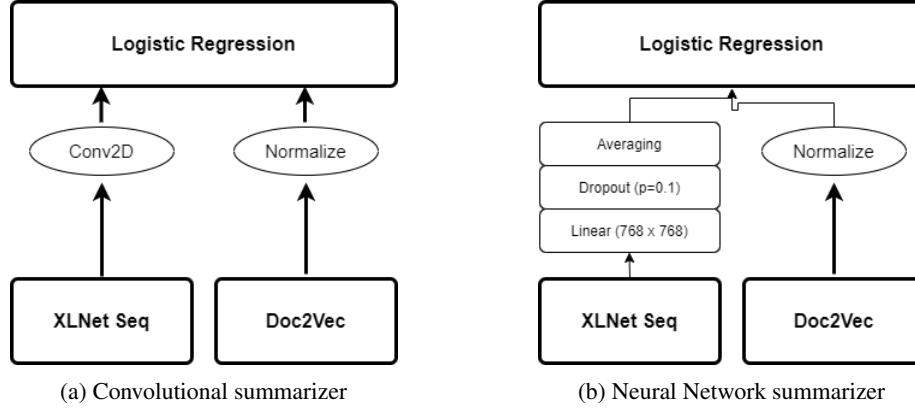 Logistic Regression
Conv2D
Normalize
XLNet Seq
Doc2Vec
(a) Convolutional summarizer
Logistic Regression
Averaging
Dropout (p=0.1)
Linear (768 x 768)
Normalize
XLNet Seq
Doc2Vec
(b) Neural Network summarizer